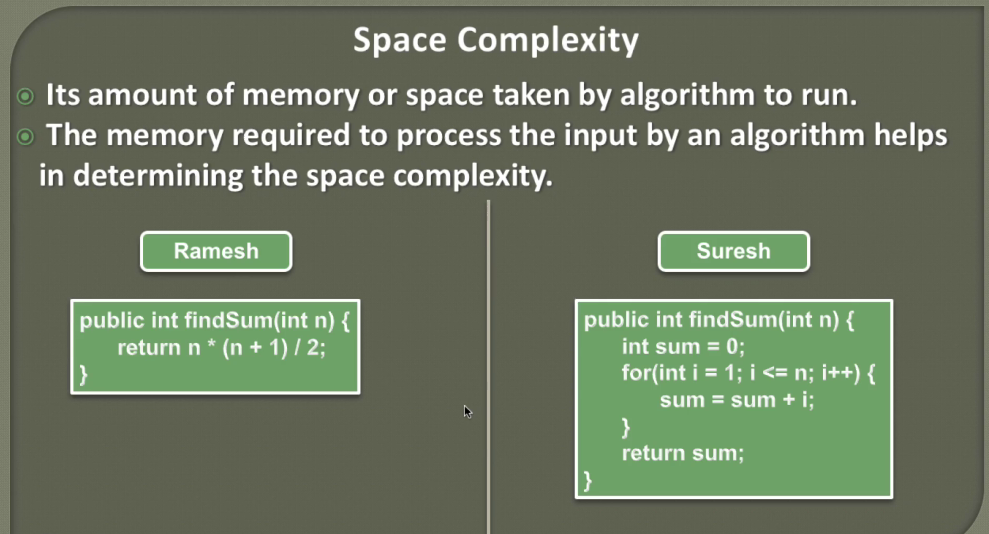 Space Complexity
Its amount of memory or space taken by algorithm to run.
The memory required to process the input by an algorithm helps
in determining the space complexity.
Ramesh
public int findSum(int n) {
return n * (n + 1) / 2;
}
Suresh
public int findSum(int n) {
int sum = 0;
for(int i = 1; i <= n; i++) {
sum = sum + i;
}
return sum;
}